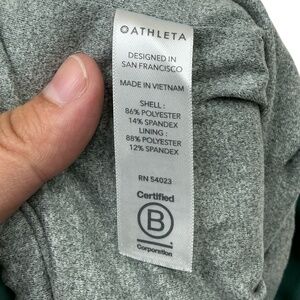 OATHLETA
DESIGNED IN
SAN FRANCISCO
MADE IN VIETNAM
SHELL :
86% POLYESTER
14% SPANDEX
LINING :
88% POLYESTER
12% SPANDEX
RN 54023
Certified
B
Corporation